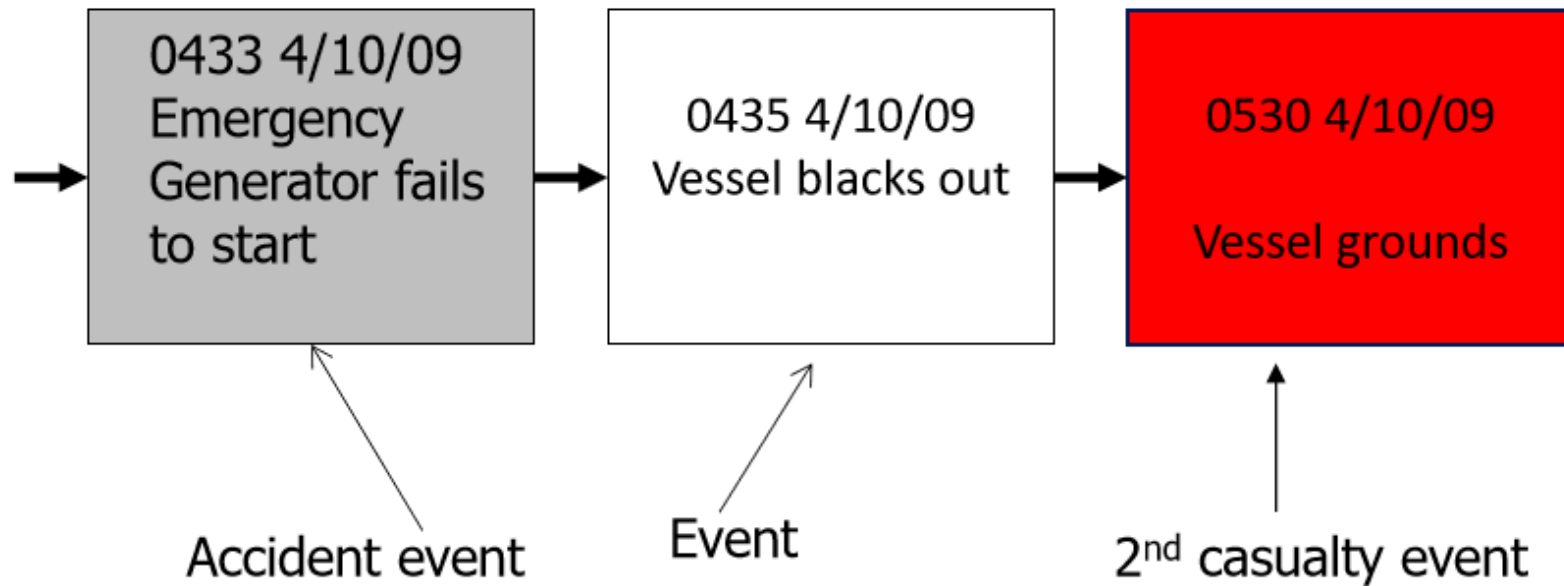 0433 4/10/09
Emergency
Generator fails
to start
0435 4/10/09
Vessel blacks out
0530 4/10/09
Vessel grounds
Accident event
Event
2nd casualty event